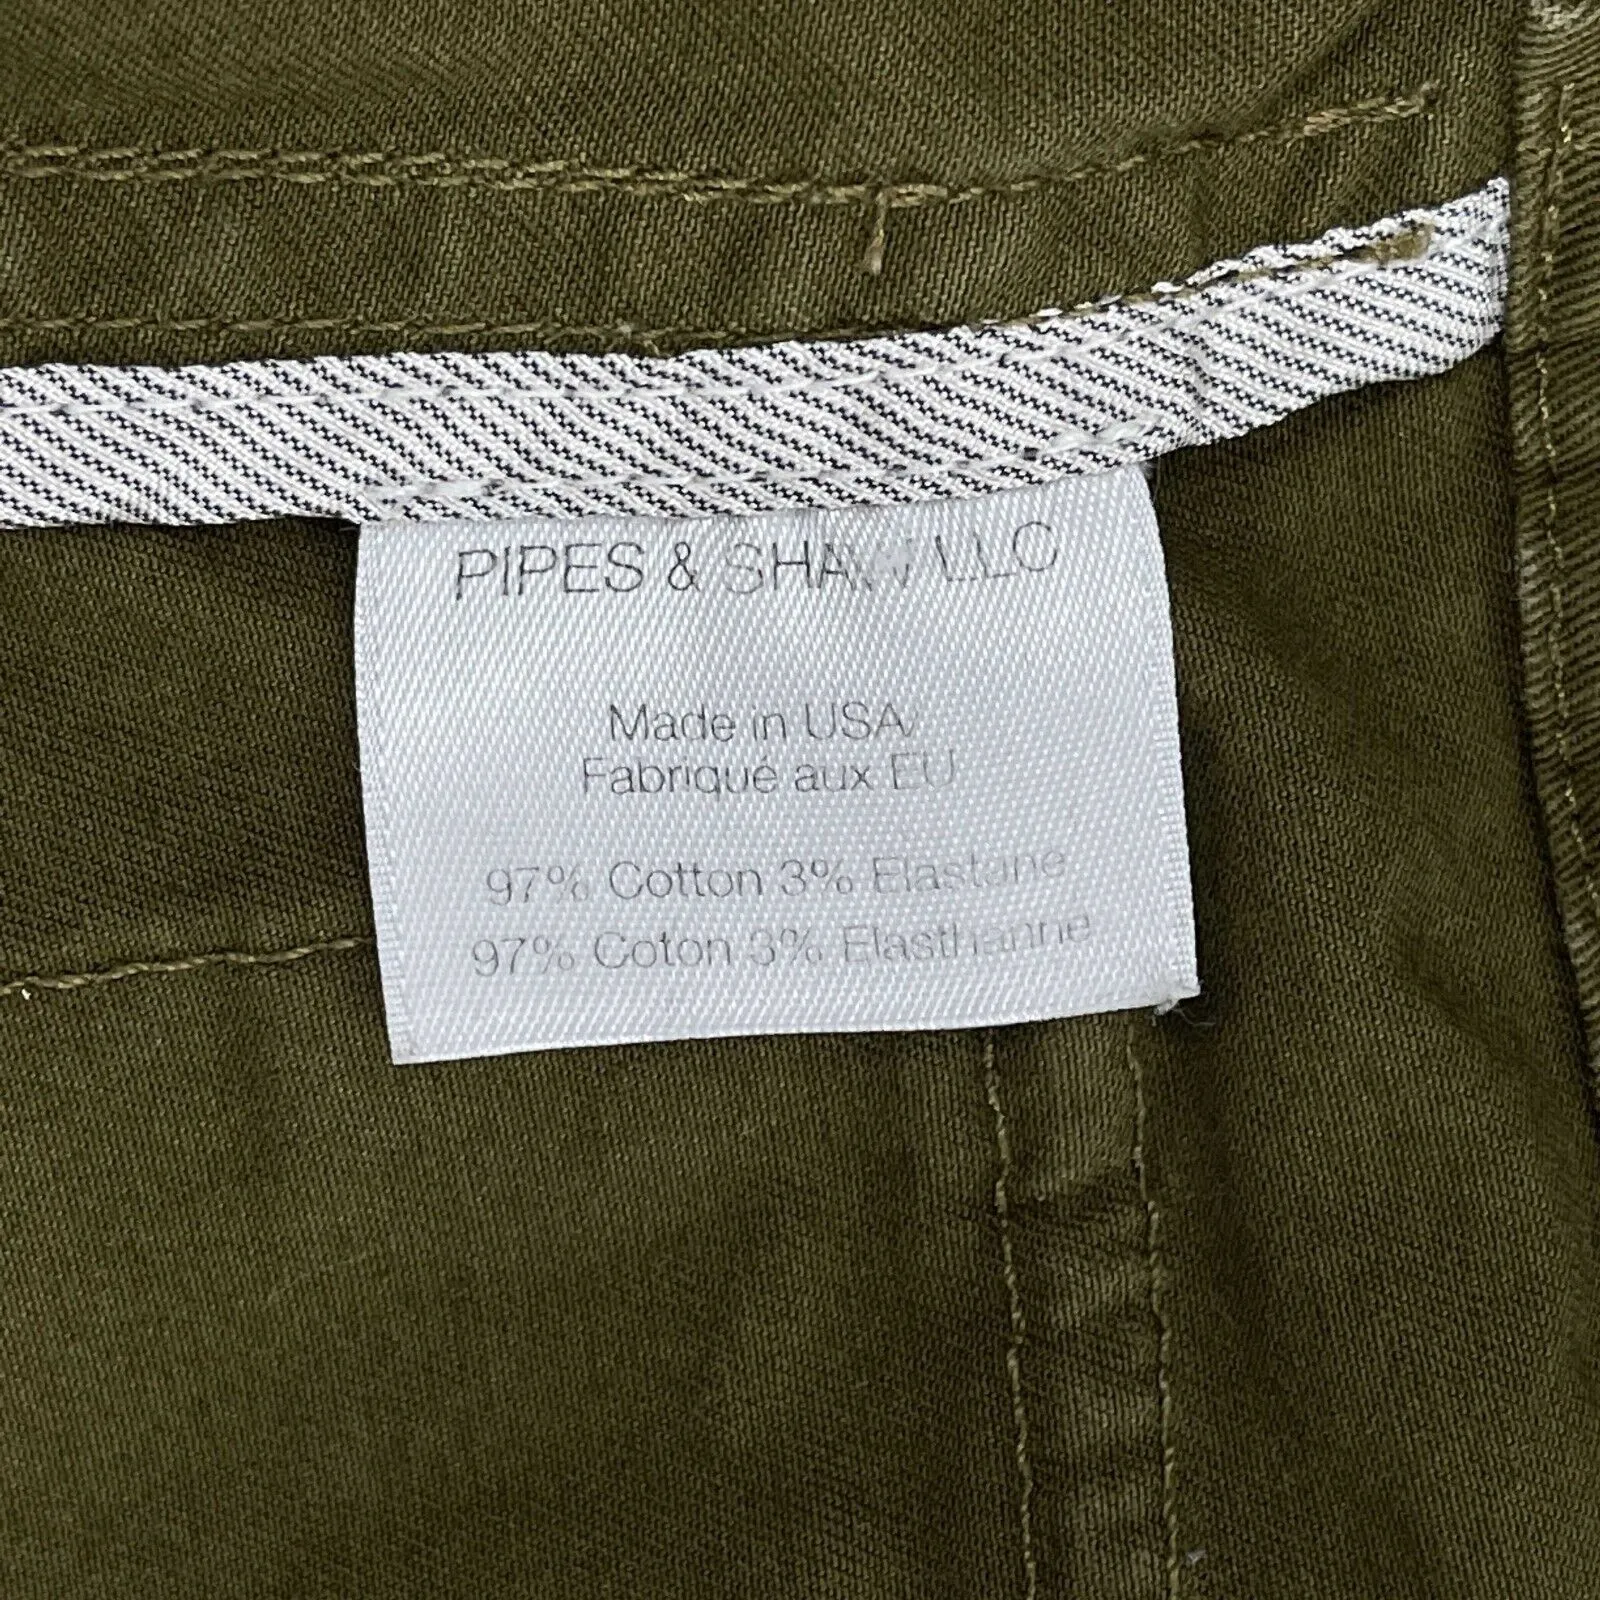 PIPES & SHAW LLC
Made in USA/
Fabriqué aux EU
97% Cotton 3% Elastane
97% Coton 3% Elasthanne